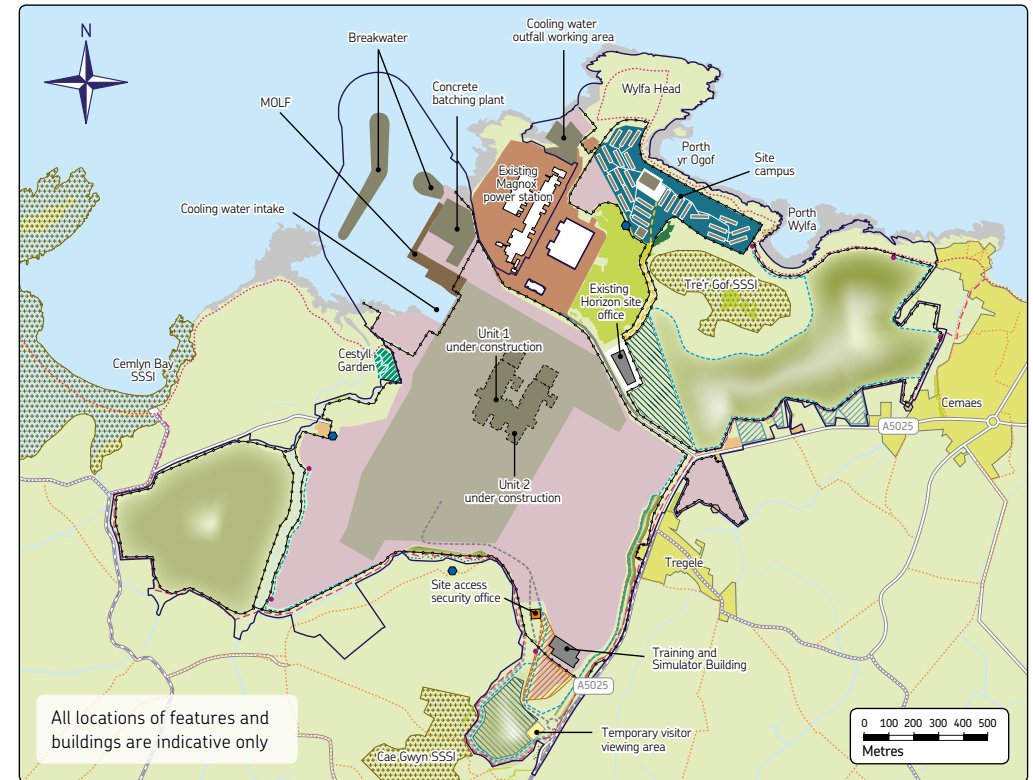 N
Breakwater
Cooling water
outfall working area
MOLF
Concrete
batching plant
Wylfa Head
Existing
Magnox
power station
Porth
yr Ogof
Site
campus
Cooling water intake
Porth
Wylfa
Tre'r Gof SSSI
Existing
Horizon site
office
Unit 1
under construction
Cemlyn Bay
SSSI
Cestyll
Garden
Cemaes
A5025
Unit 2
under construction
Tregele
Site access
security office
Training and
Simulator Building
A5025
All locations of features and
buildings are indicative only
Temporary visitor
viewing area
Cae Gwyn SSSI
0 100 200 300 400 500
Metres